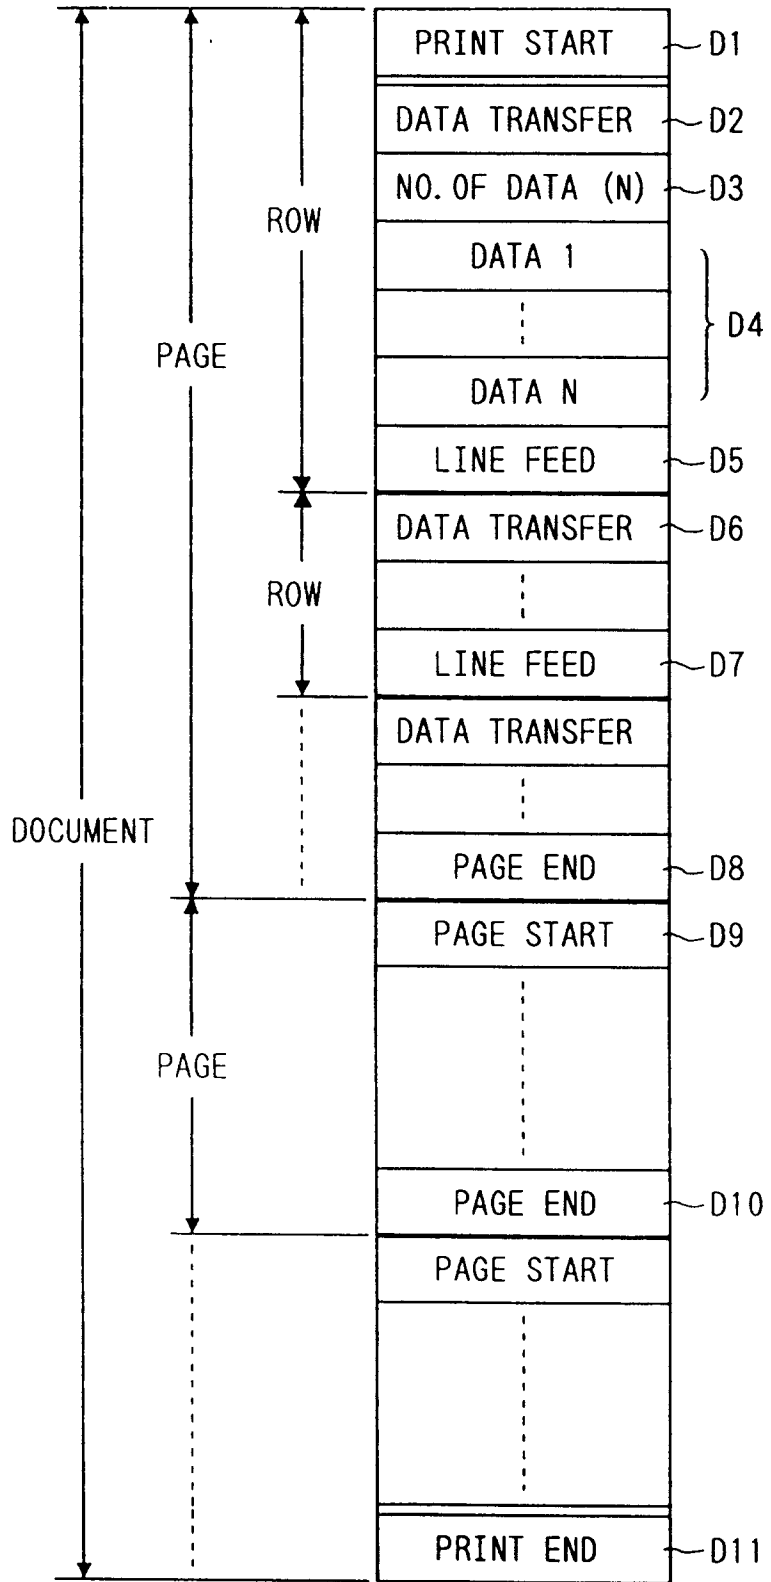 PRINT START D1
DATA TRANSFER D2
NO.OF DATA (N) D3
ROW
DATA 1
D4
PAGE
DATA N
LINE FEED D5
DATA TRANSFER D6
ROW
LINE FEED D7
DATA TRANSFER
DOCUMENT
PAGE END D8
PAGE START D9
PAGE
PAGE END D10
PAGE START
PRINT END D11